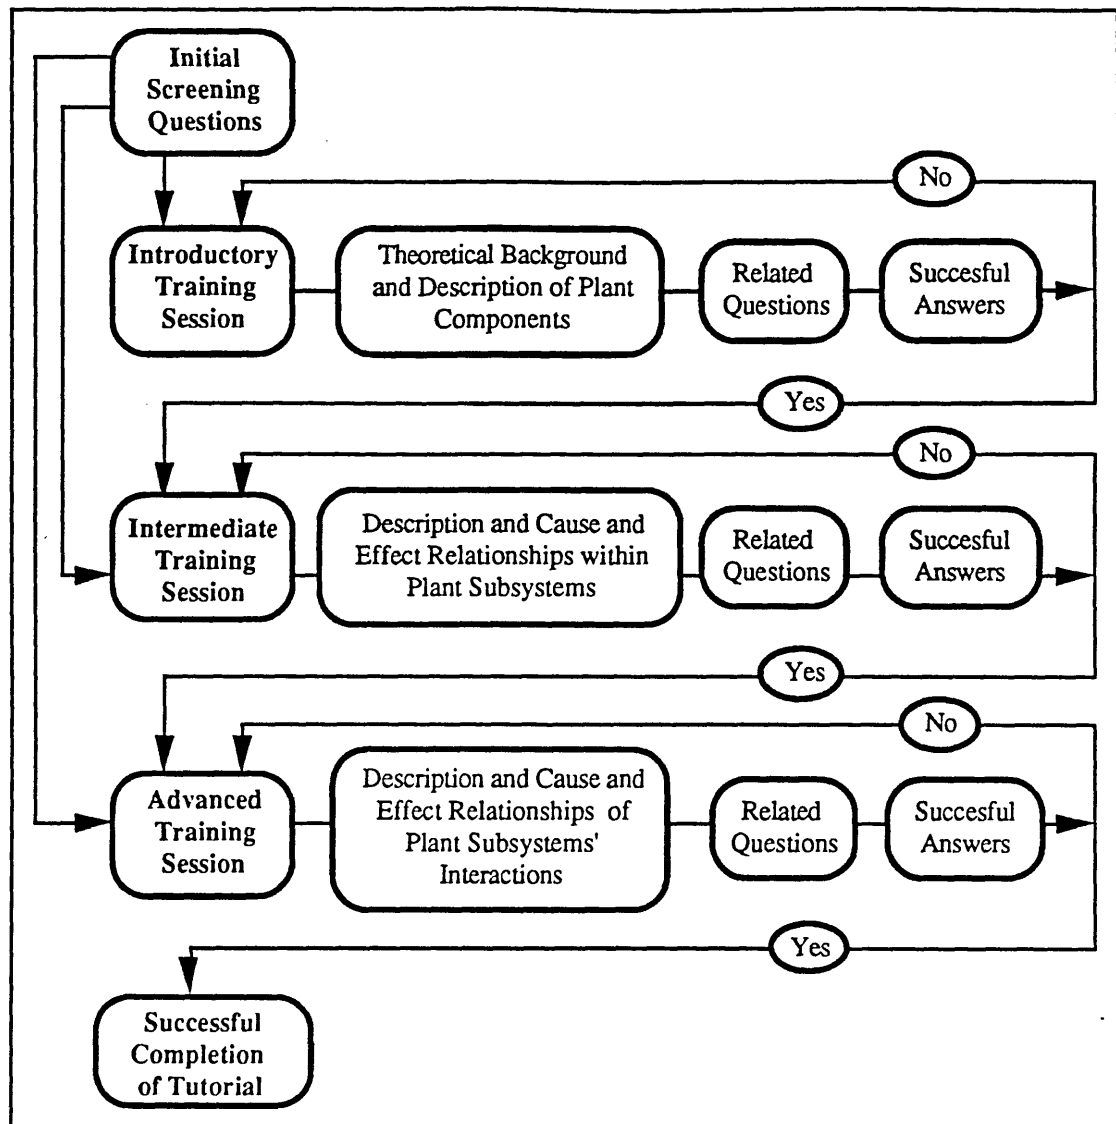 Initial
Screening
Questions
No
Introductory
Training
Session
Theoretical Background
and Description of Plant
Components
Related
Questions
Succesful
Answers
Yes
No
Intermediate
Training
Session
Description and Cause and
Effect Relationships within
Plant Subsystems
Related
Questions
Succesful
Answers
Yes
No
Advanced
Training
Session
Description and Cause and
Effect Relationships of
Plant Subsystems'
Interactions
Related
Questions
Succesful
Answers
Yes
Successful
Completion
of Tutorial